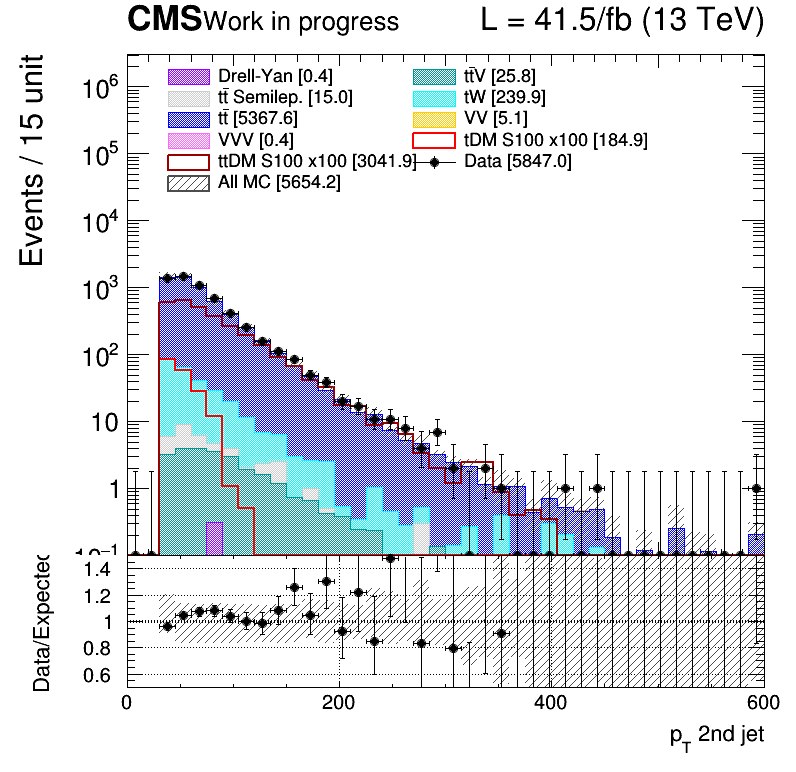 CMS Work in progress L = 41.5/fb (13 TeV)
Events / 15 unit
Drell-Yan [0.4] tt̄V [25.8]
tt̄ Semilep. [15.0] tW [239.9]
tt̄ [5367.6] VV [5.1]
VVV [0.4] tDM S100 x100 [184.9]
ttDM S100 x100 [3041.9] Data [5847.0]
All MC [5654.2]
10⁶
10⁵
10⁴
10³
10²
10
1
10⁻¹
Data/Expected
1.4
1.2
1
0.8
0.6
0 200 400 600
p_T 2nd jet